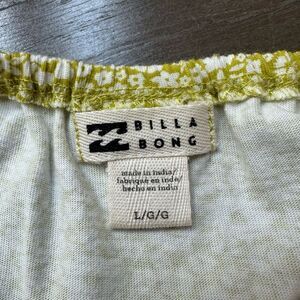 BILLA
BONG
made in india/
fabriqué en inde/
hecho en india
L/G/G